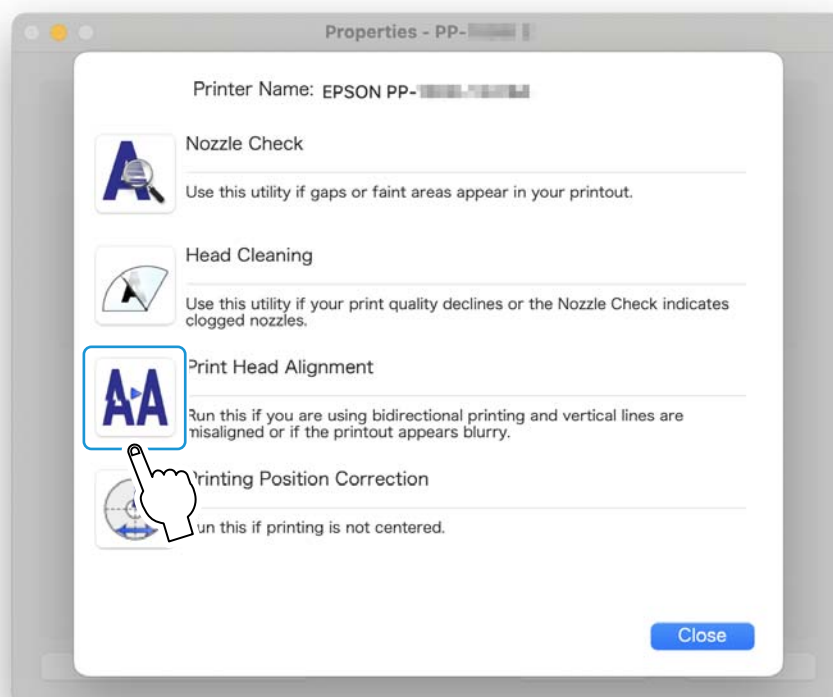 Properties - PP-
Printer Name: EPSON PP-
Nozzle Check
Use this utility if gaps or faint areas appear in your printout.
Head Cleaning
Use this utility if your print quality declines or the Nozzle Check indicates
clogged nozzles.
Print Head Alignment
Run this if you are using bidirectional printing and vertical lines are
misaligned or if the printout appears blurry.
Printing Position Correction
Run this if printing is not centered.
Close